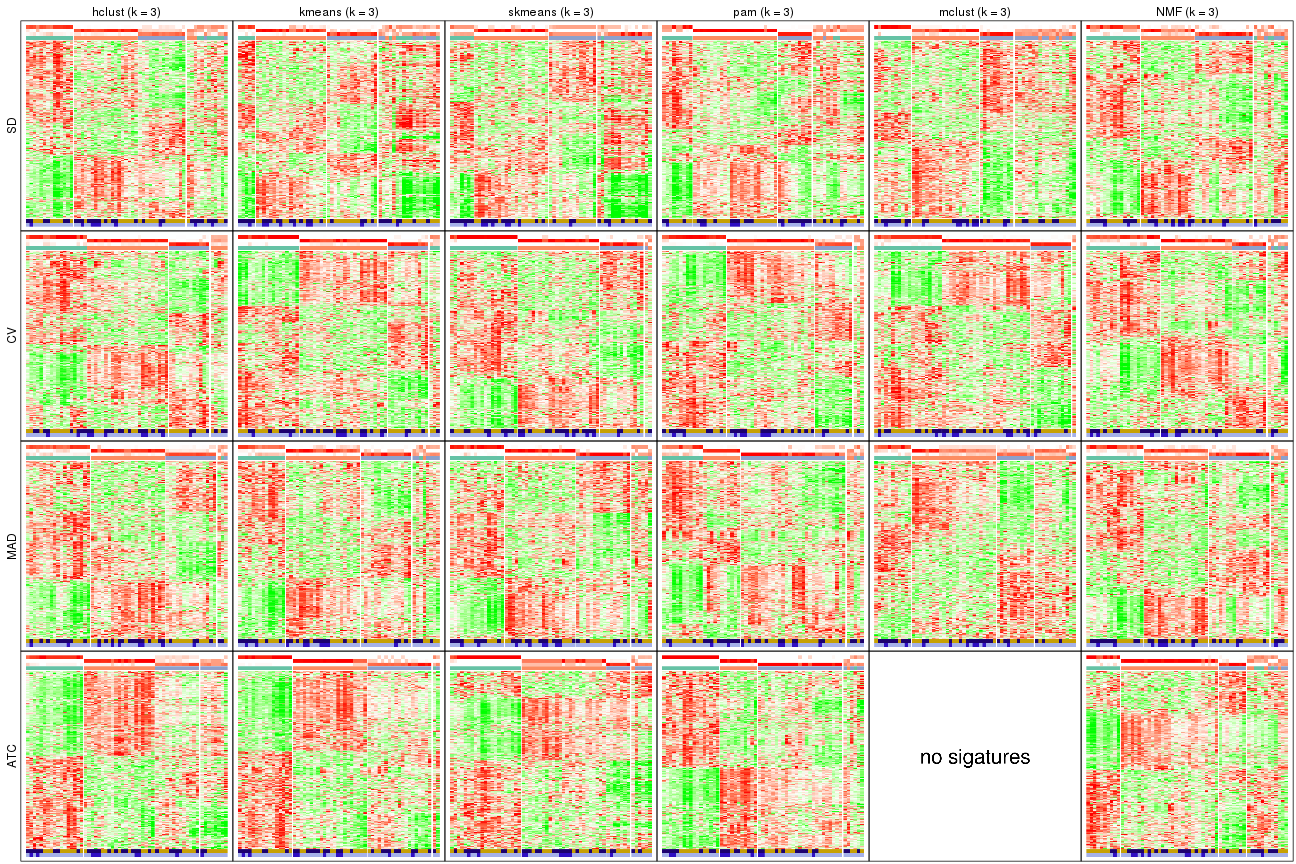 hclust (k = 3) kmeans (k = 3) skmeans (k = 3) pam (k = 3) mclust (k = 3) NMF (k = 3)
SD
CV
MAD
ATC
no sigatures